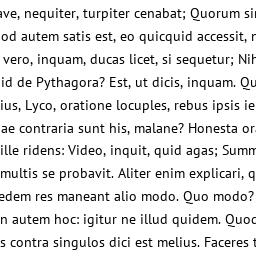 ave, nequiter, turpiter cenabat; Quorum si
od autem satis est, eo quicquid accessit, 
vero, inquam, ducas licet, si sequetur; Nih
id de Pythagora? Est, ut dicis, inquam. Qu
ius, Lyco, oratione locuples, rebus ipsis ie
ae contraria sunt his, malane? Honesta or
ille ridens: Video, inquit, quid agas; Summ
multis se probavit. Aliter enim explicari, q
edem res maneant alio modo. Quo modo?
n autem hoc: igitur ne illud quidem. Quoc
s contra singulos dici est melius. Faceres t